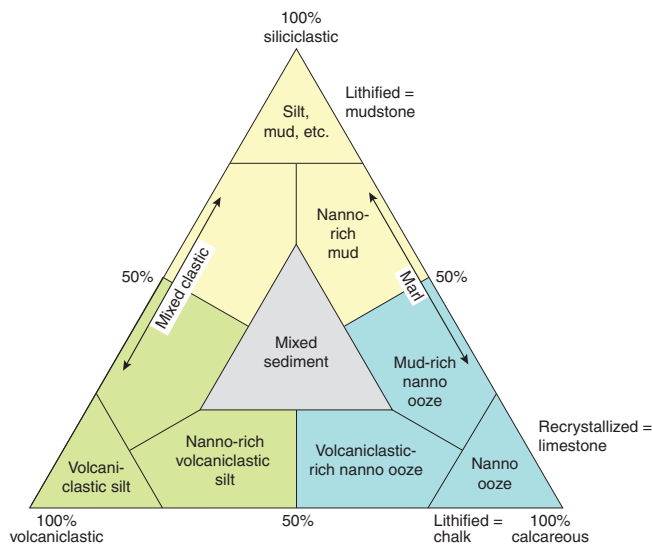 100%
siliciclastic
Lithified =
mudstone
Silt,
mud, etc.
Nanno-
rich
mud
50%
Mixed clastic
Marl
50%
Mixed
sediment
Mud-rich
nanno
ooze
Recrystallized =
limestone
Volcani-
clastic silt
Nanno-rich
volcaniclastic
silt
Volcaniclastic-
rich nanno ooze
Nanno
ooze
100%
volcaniclastic
50%
Lithified =
chalk
100%
calcareous